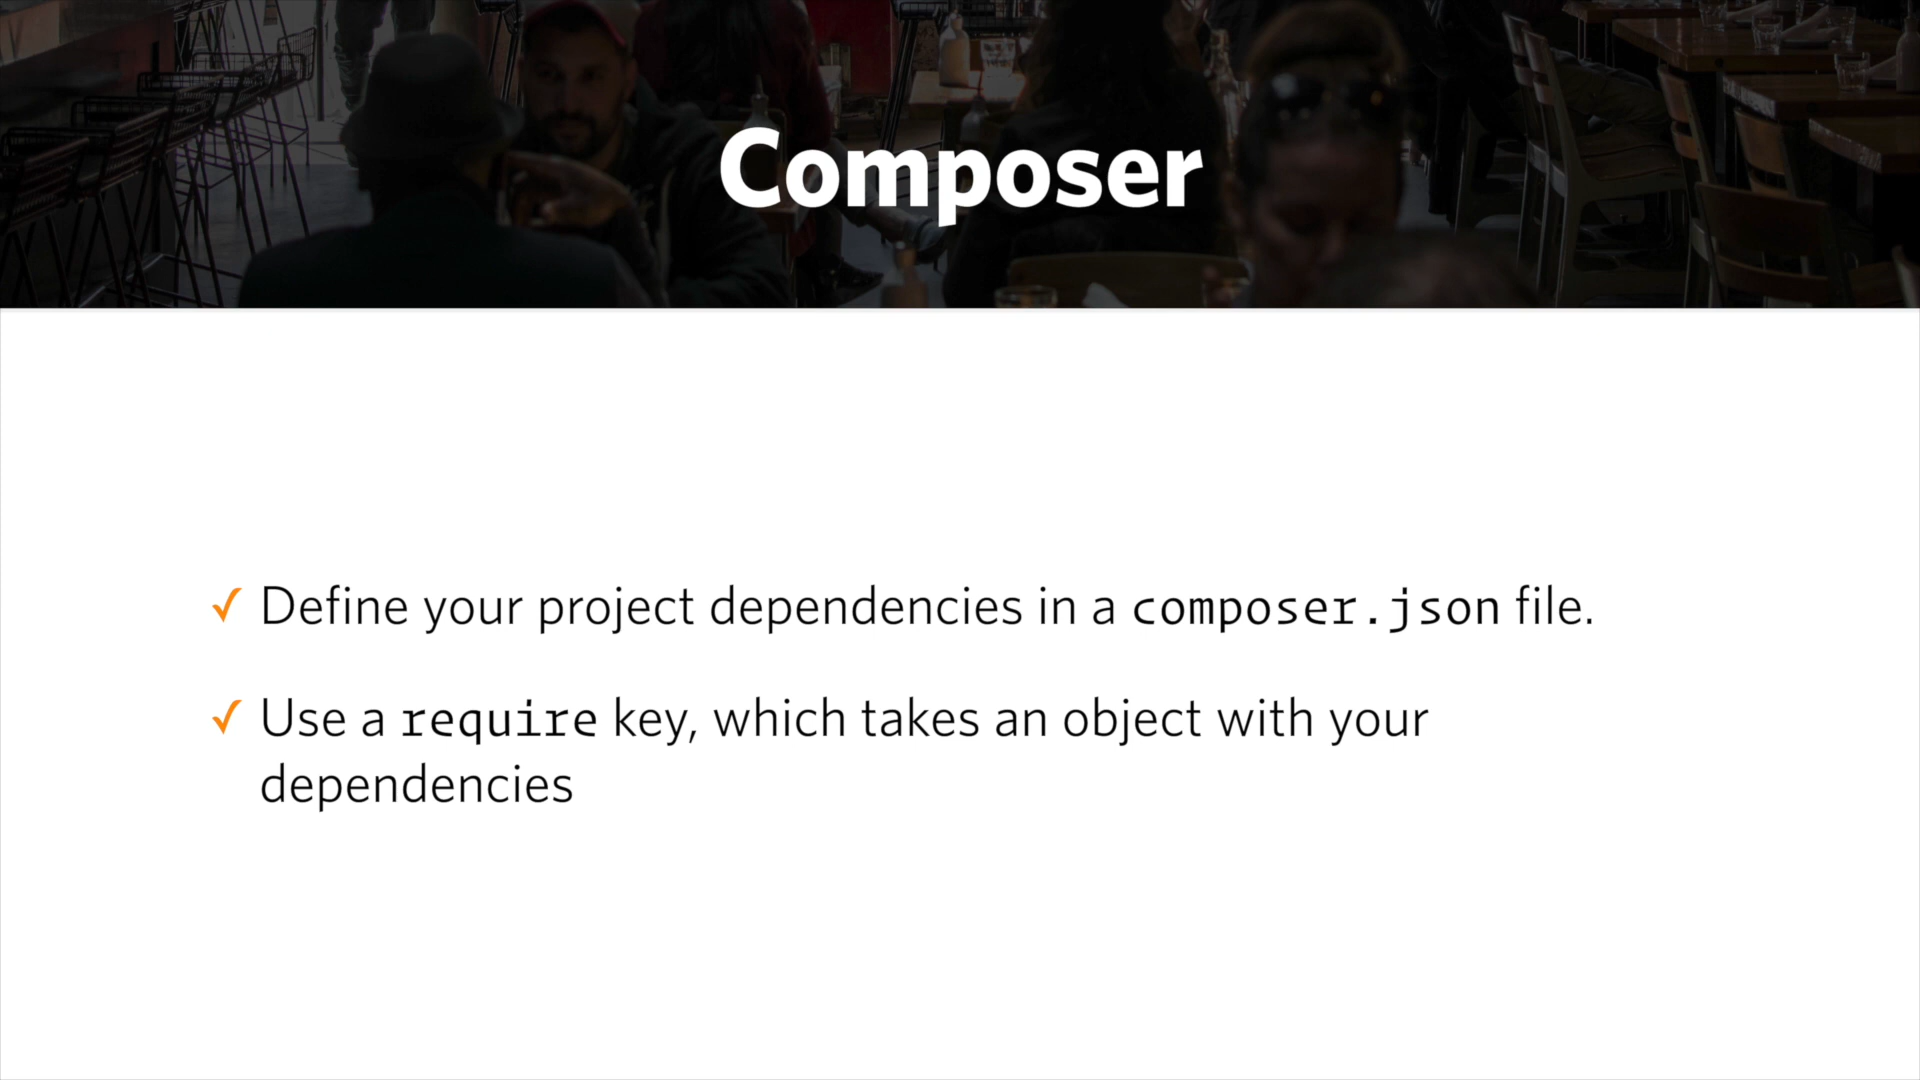 Composer
✓ Define your project dependencies in a composer.json file.
✓ Use a require key, which takes an object with your
dependencies